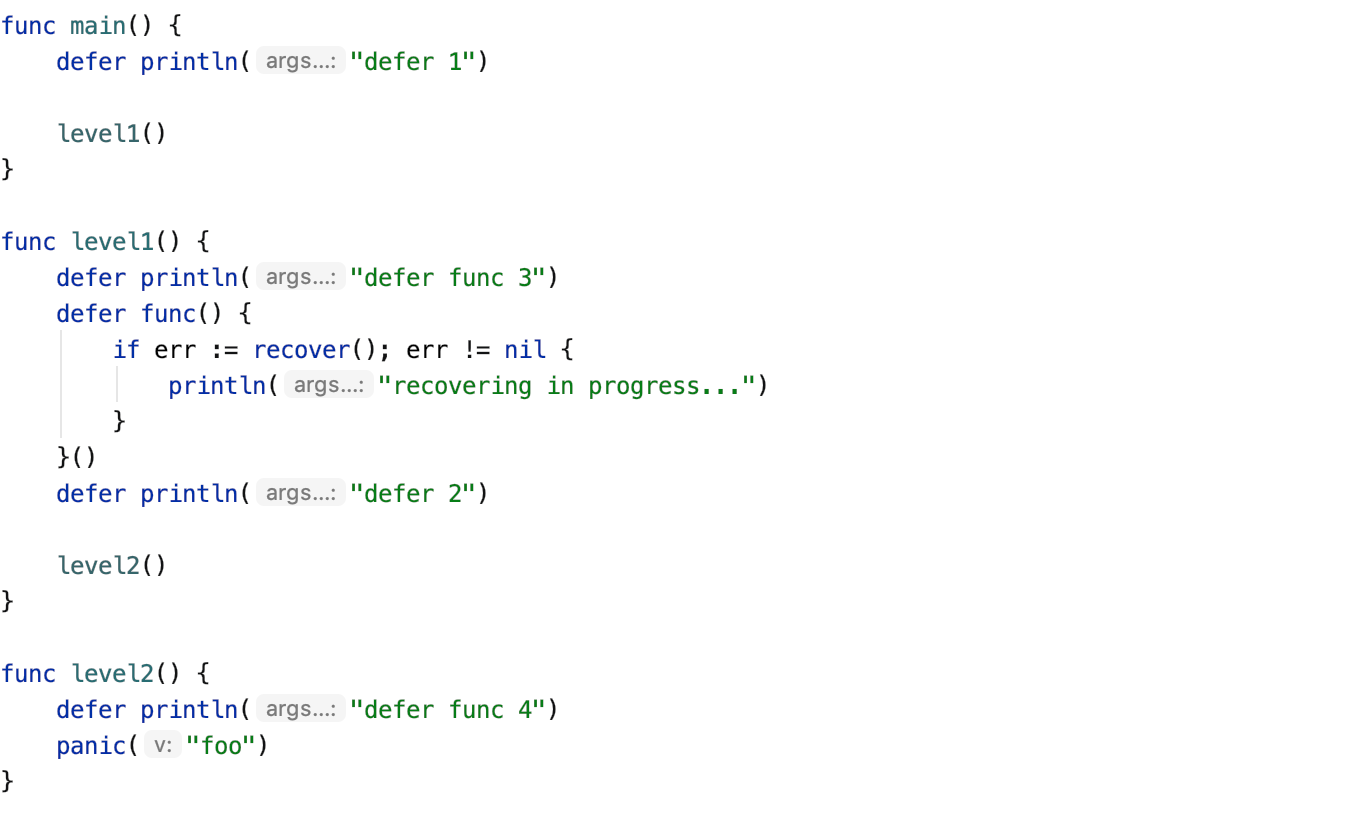 func main() {
    defer println( args...: "defer 1")

    level1()
}

func level1() {
    defer println( args...: "defer func 3")
    defer func() {
        if err := recover(); err != nil {
            println( args...: "recovering in progress...")
        }
    }()
    defer println( args...: "defer 2")

    level2()
}

func level2() {
    defer println( args...: "defer func 4")
    panic( v: "foo")
}